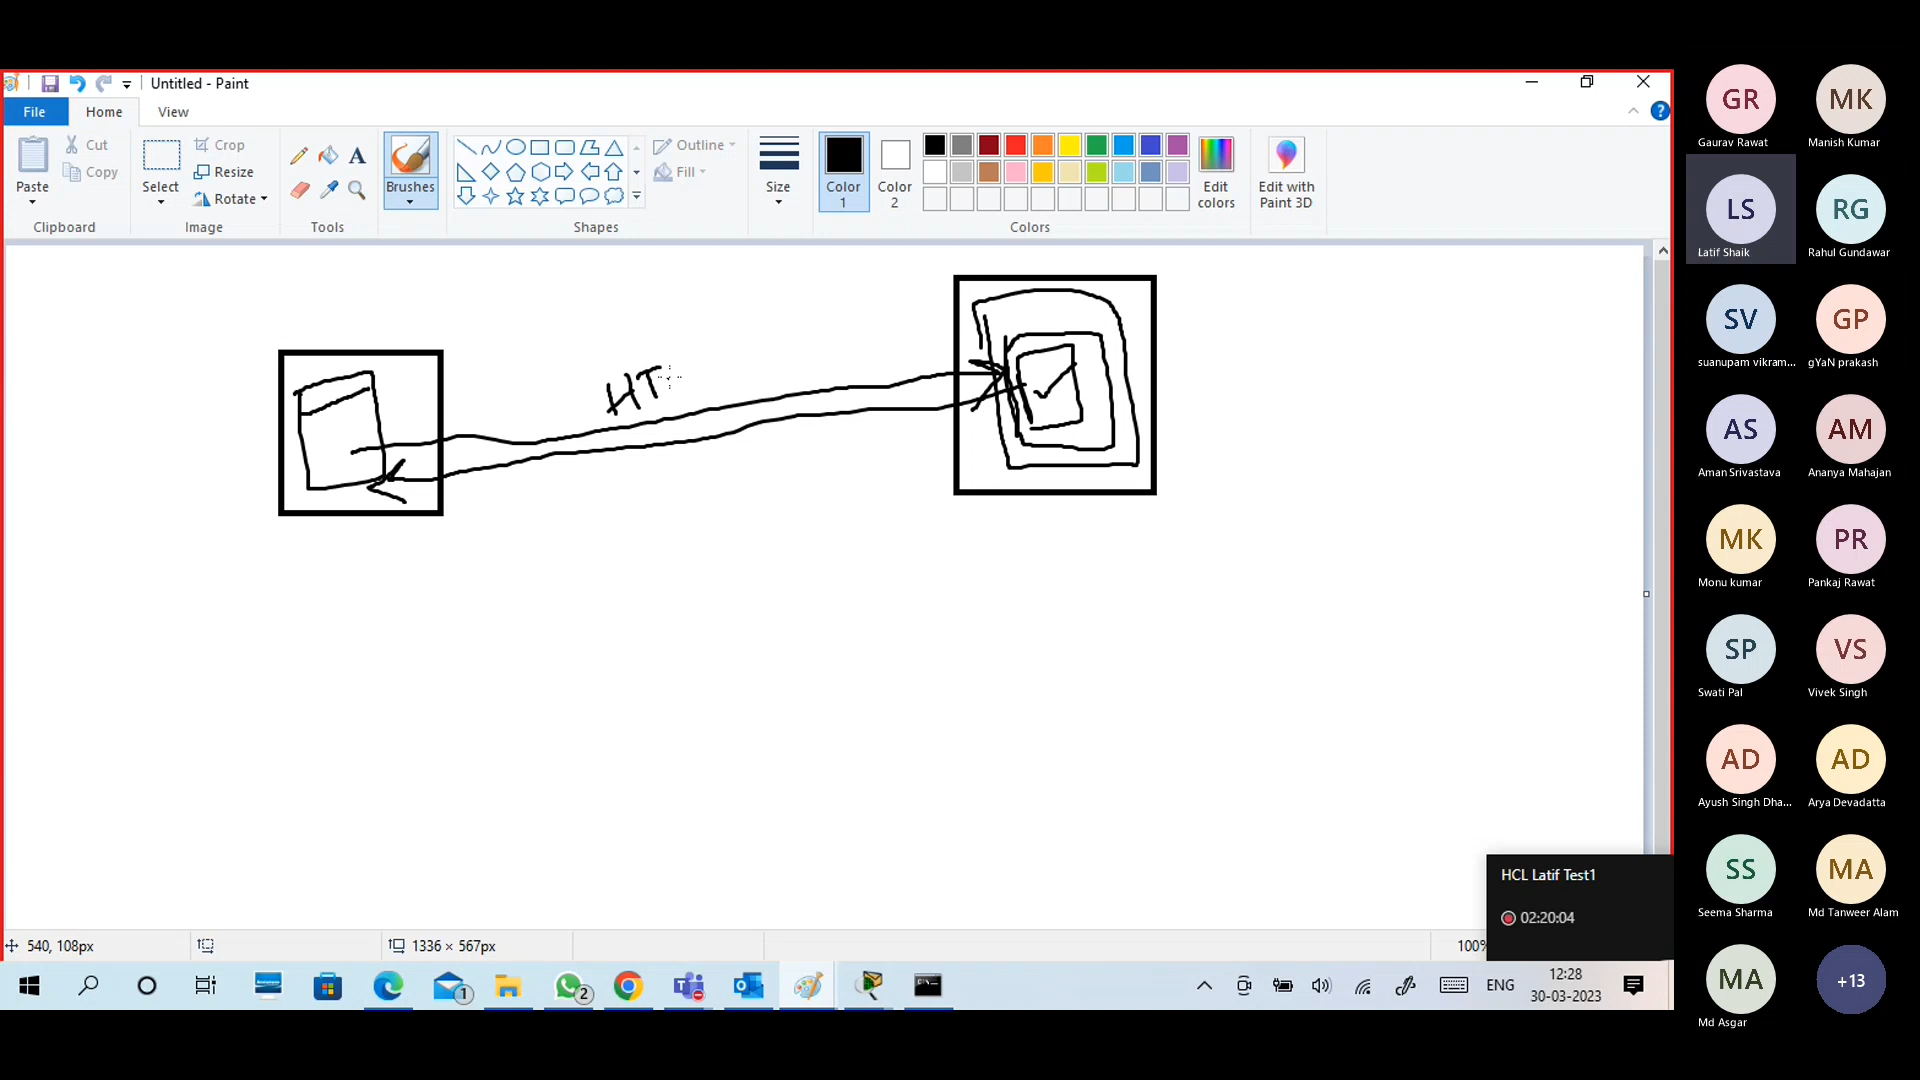 Untitled - Paint
File
Home
View
Paste
Cut
Copy
Clipboard
Select
Crop
Resize
Rotate
Image
A
Tools
Brushes
Outline
Fill
Shapes
Size
Color
1
Color
2
Edit
colors
Colors
Edit with
Paint 3D
?
HT
540, 108px
1336 × 567px
100%
HCL Latif Test1
02:20:04
1
2
ENG
12:28
30-03-2023
GR
Gaurav Rawat
MK
Manish Kumar
LS
Latif Shaik
RG
Rahul Gundawar
SV
suanupam vikram...
GP
gYaN prakash
AS
Aman Srivastava
AM
Ananya Mahajan
MK
Monu kumar
PR
Pankaj Rawat
SP
Swati Pal
VS
Vivek Singh
AD
Ayush Singh Dha...
AD
Arya Devadatta
SS
Seema Sharma
MA
Md Tanweer Alam
MA
Md Asgar
+13